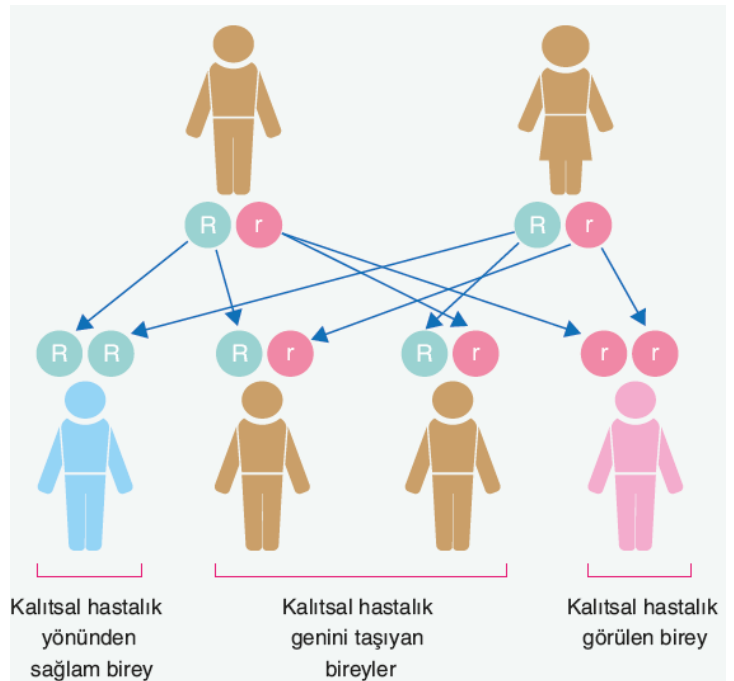 R r
R r
R R
R r
R r
r r
Kalıtsal hastalık
yönünden
sağlam birey
Kalıtsal hastalık
genini taşıyan
bireyler
Kalıtsal hastalık
görülen birey